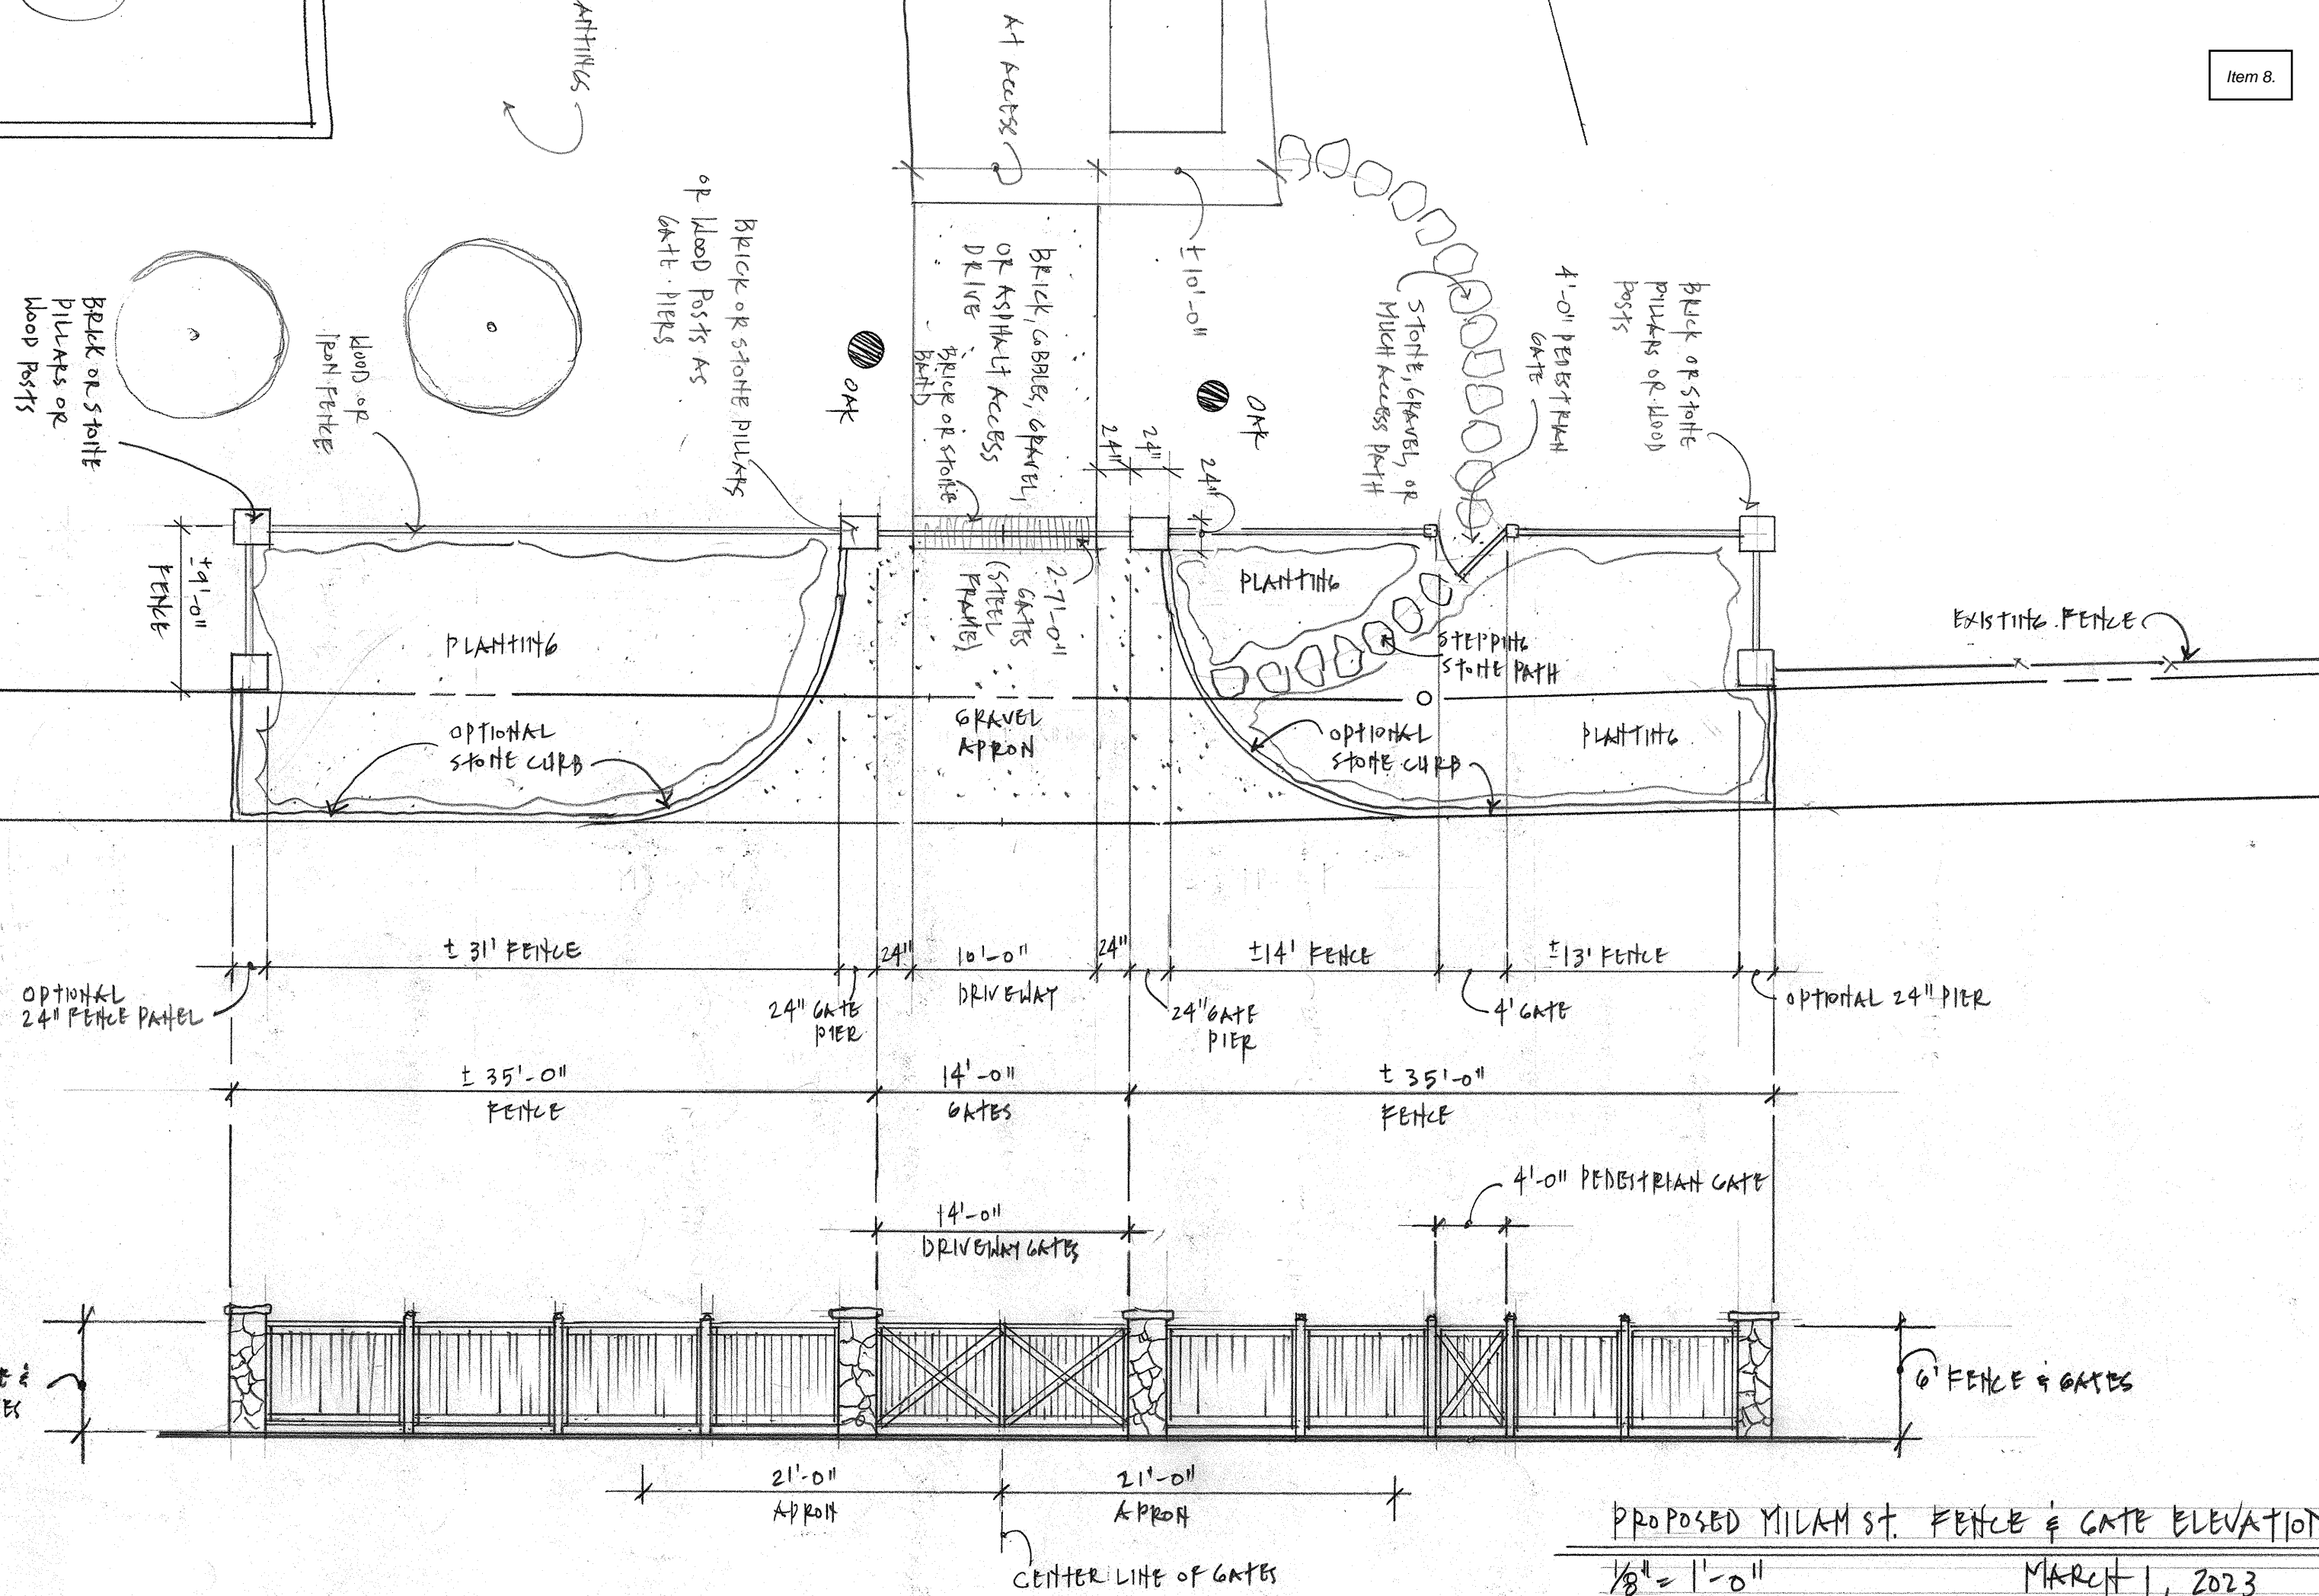 Item 8.
ANTINGS
AT ACCESS
±10'-0"
BRICK OR STONE
PILLARS OR
WOOD POSTS
WOOD OR
IRON FENCE
BRICK OR STONE PILLARS
OR WOOD POSTS AS
GATE PIERS
OAK
BRICK, COBBLES, GRAVEL,
OR ASPHALT ACCESS
DRIVE
BRICK OR STONE
BAND
24"
24"
24"
OAK
STONE, GRAVEL, OR
MUCH ACCESS PATH
4'-0" PEDESTRIAN
GATE
BRICK OR STONE
PILLARS OR WOOD
POSTS
±9'-0"
FENCE
PLANTING
2-7'-0"
GATES
(STEEL
FRAME)
PLANTING
STEPPING
STONE PATH
EXISTING FENCE
OPTIONAL
STONE CURB
GRAVEL
APRON
OPTIONAL
STONE CURB
PLANTING
± 31' FENCE
24"
10'-0"
DRIVEWAY
24"
±14' FENCE
±13' FENCE
OPTIONAL
24" FENCE PANEL
24" GATE
PIER
24" GATE
PIER
4' GATE
OPTIONAL 24" PIER
± 35'-0"
FENCE
14'-0"
GATES
± 35'-0"
FENCE
4'-0" PEDESTRIAN GATE
14'-0"
DRIVEWAY GATES
E &
ES
6' FENCE & GATES
21'-0"
APRON
21'-0"
APRON
CENTER LINE OF GATES
PROPOSED MILAM ST. FENCE & GATE ELEVATION
1/8" = 1'-0"
MARCH 1, 2023